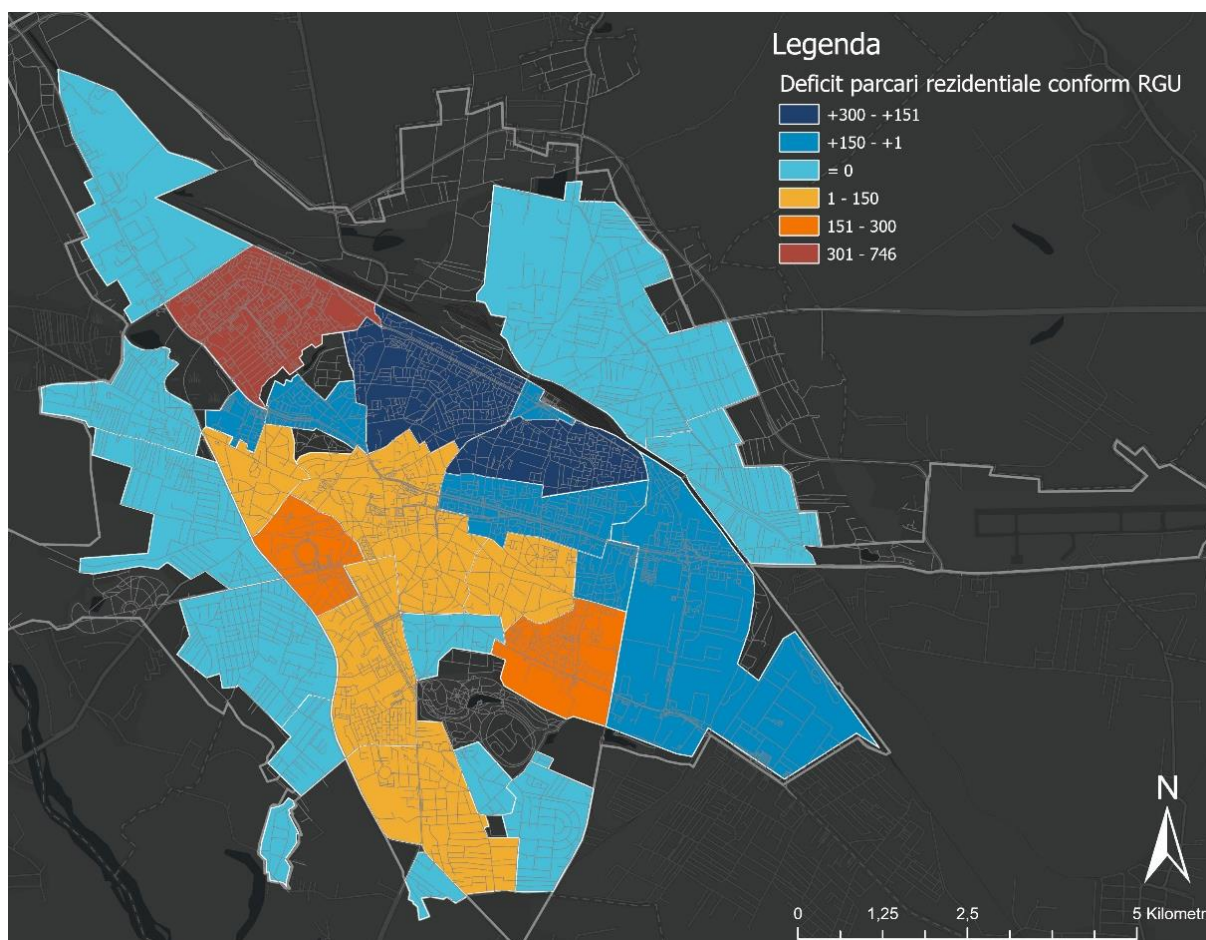 Legenda
Deficit parcari rezidentiale conform RGU
+300 - +151
+150 - +1
= 0
1 - 150
151 - 300
301 - 746
N
0 1,25 2,5 5 Kilometr